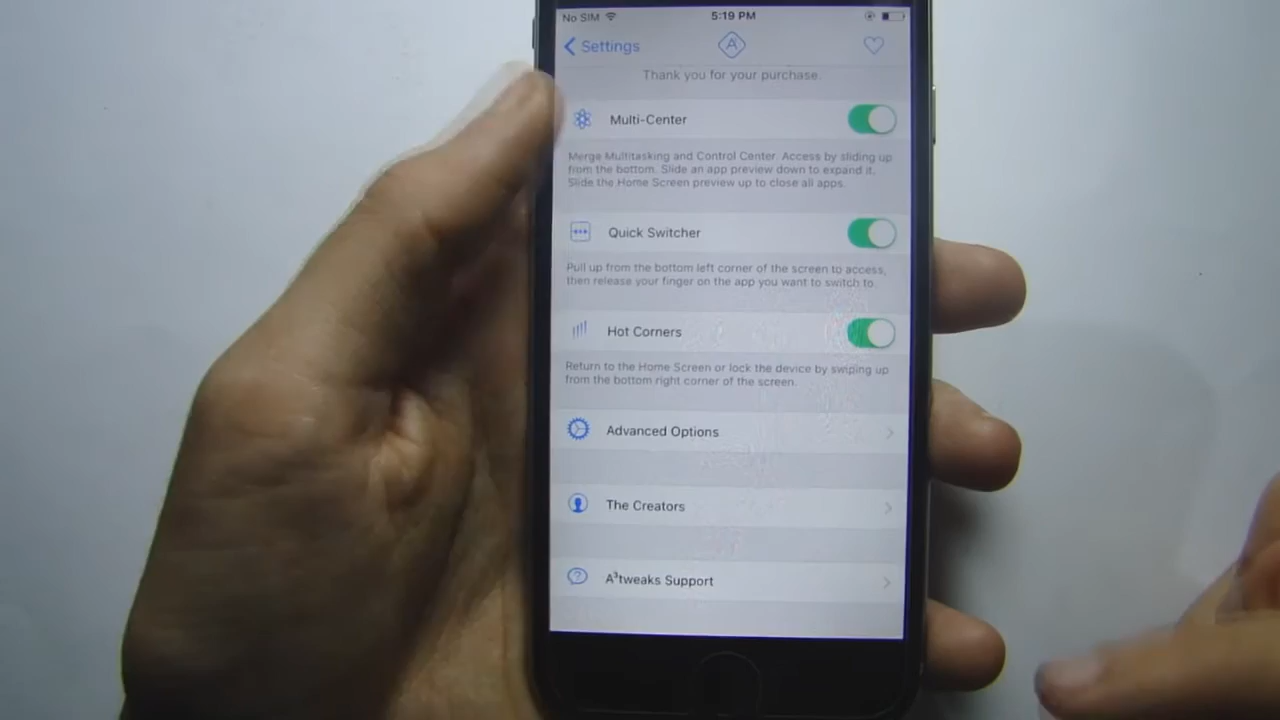 No SIM 5:19 PM
Settings A
Thank you for your purchase.
Multi-Center
Merge Multitasking and Control Center. Access by sliding up
from the bottom. Slide an app preview down to expand it.
Slide the Home Screen preview up to close all apps.
Quick Switcher
Pull up from the bottom left corner of the screen to access,
then release your finger on the app you want to switch to.
Hot Corners
Return to the Home Screen or lock the device by swiping up
from the bottom right corner of the screen.
Advanced Options
The Creators
A³tweaks Support